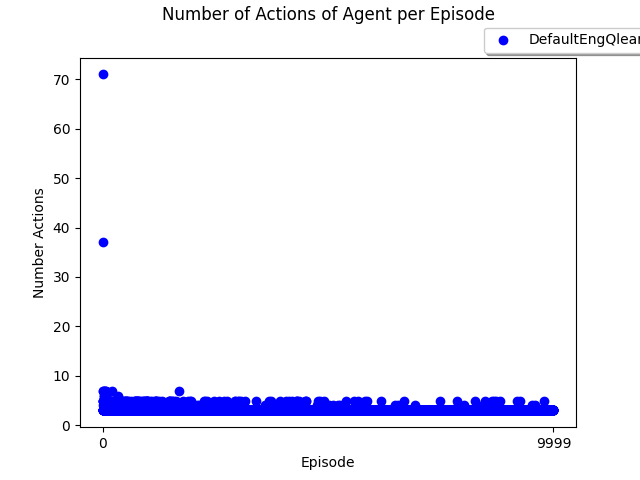 Number of Actions of Agent per Episode
DefaultEngQlear
70
60
50
40
30
20
10
0
Number Actions
0
9999
Episode